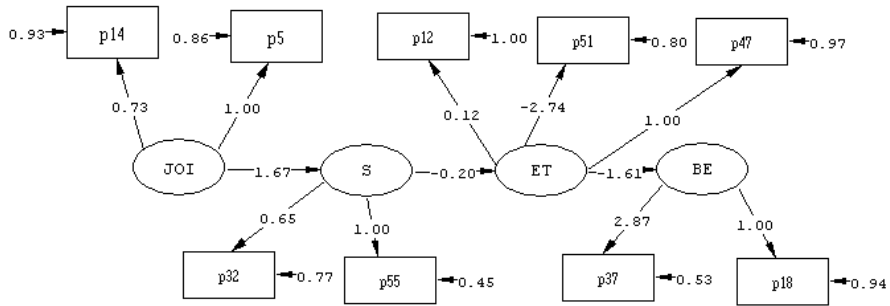 0.93 p14 0.86 p5 p12 1.00 p51 0.80 p47 0.97
0.73 1.00 0.12 -2.74 1.00
JOI 1.67 S -0.20 ET -1.61 BE
0.65 1.00 2.87 1.00
p32 0.77 p55 0.45 p37 0.53 p18 0.94